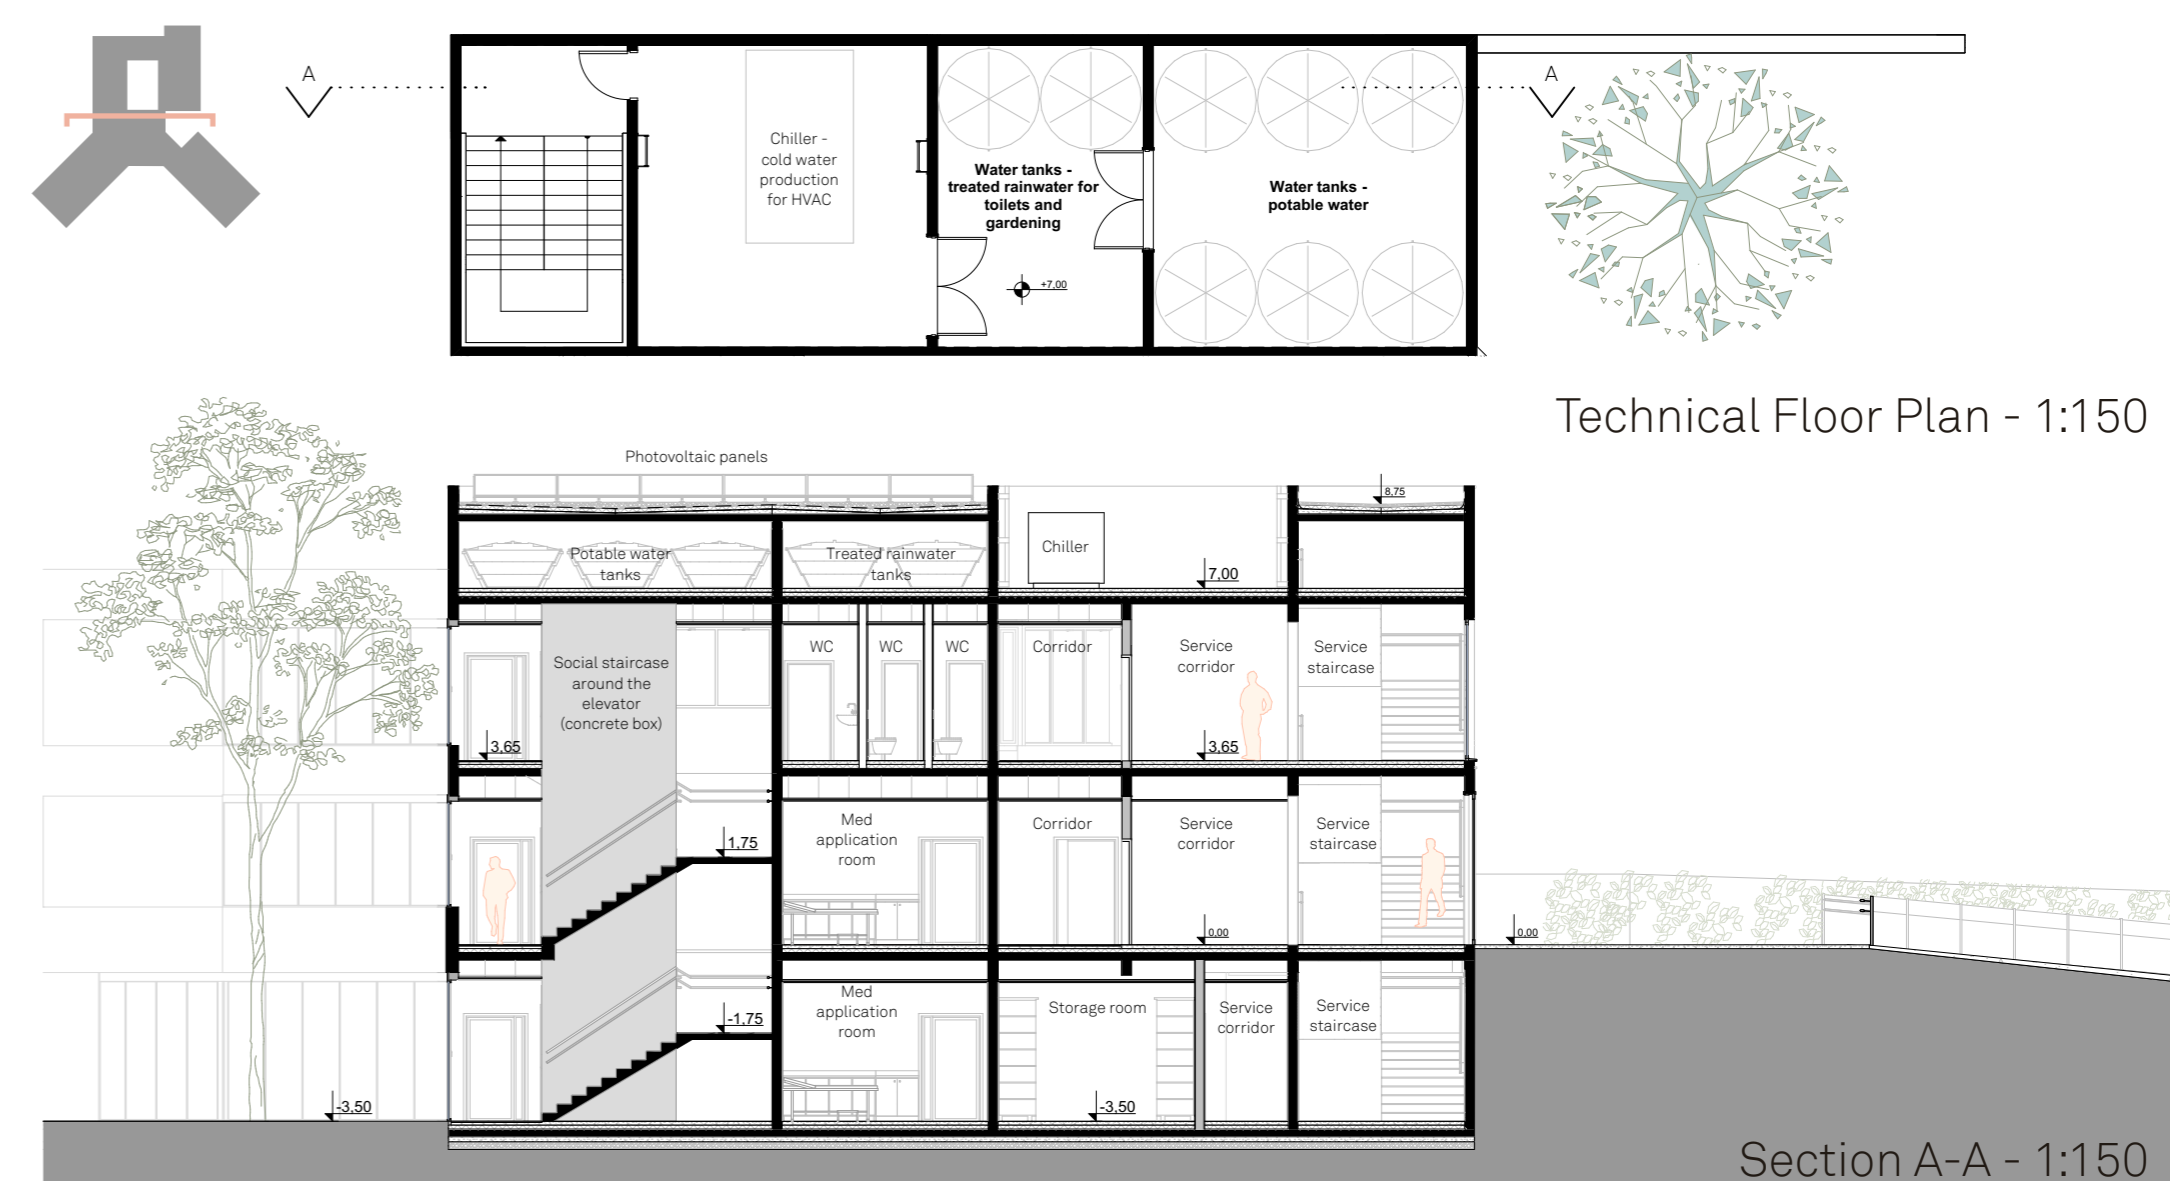 A
A
Chiller -
cold water
production
for HVAC
Water tanks -
treated rainwater for
toilets and
gardening
Water tanks -
potable water
+7,00
Technical Floor Plan - 1:150
Photovoltaic panels
8,75
Potable water
tanks
Treated rainwater
tanks
Chiller
7,00
Social staircase
around the
elevator
(concrete box)
WC
WC
WC
Corridor
Service
corridor
Service
staircase
3,65
3,65
1,75
Med
application
room
Corridor
Service
corridor
Service
staircase
0,00
0,00
-1,75
Med
application
room
Storage room
Service
corridor
Service
staircase
-3,50
-3,50
Section A-A - 1:150